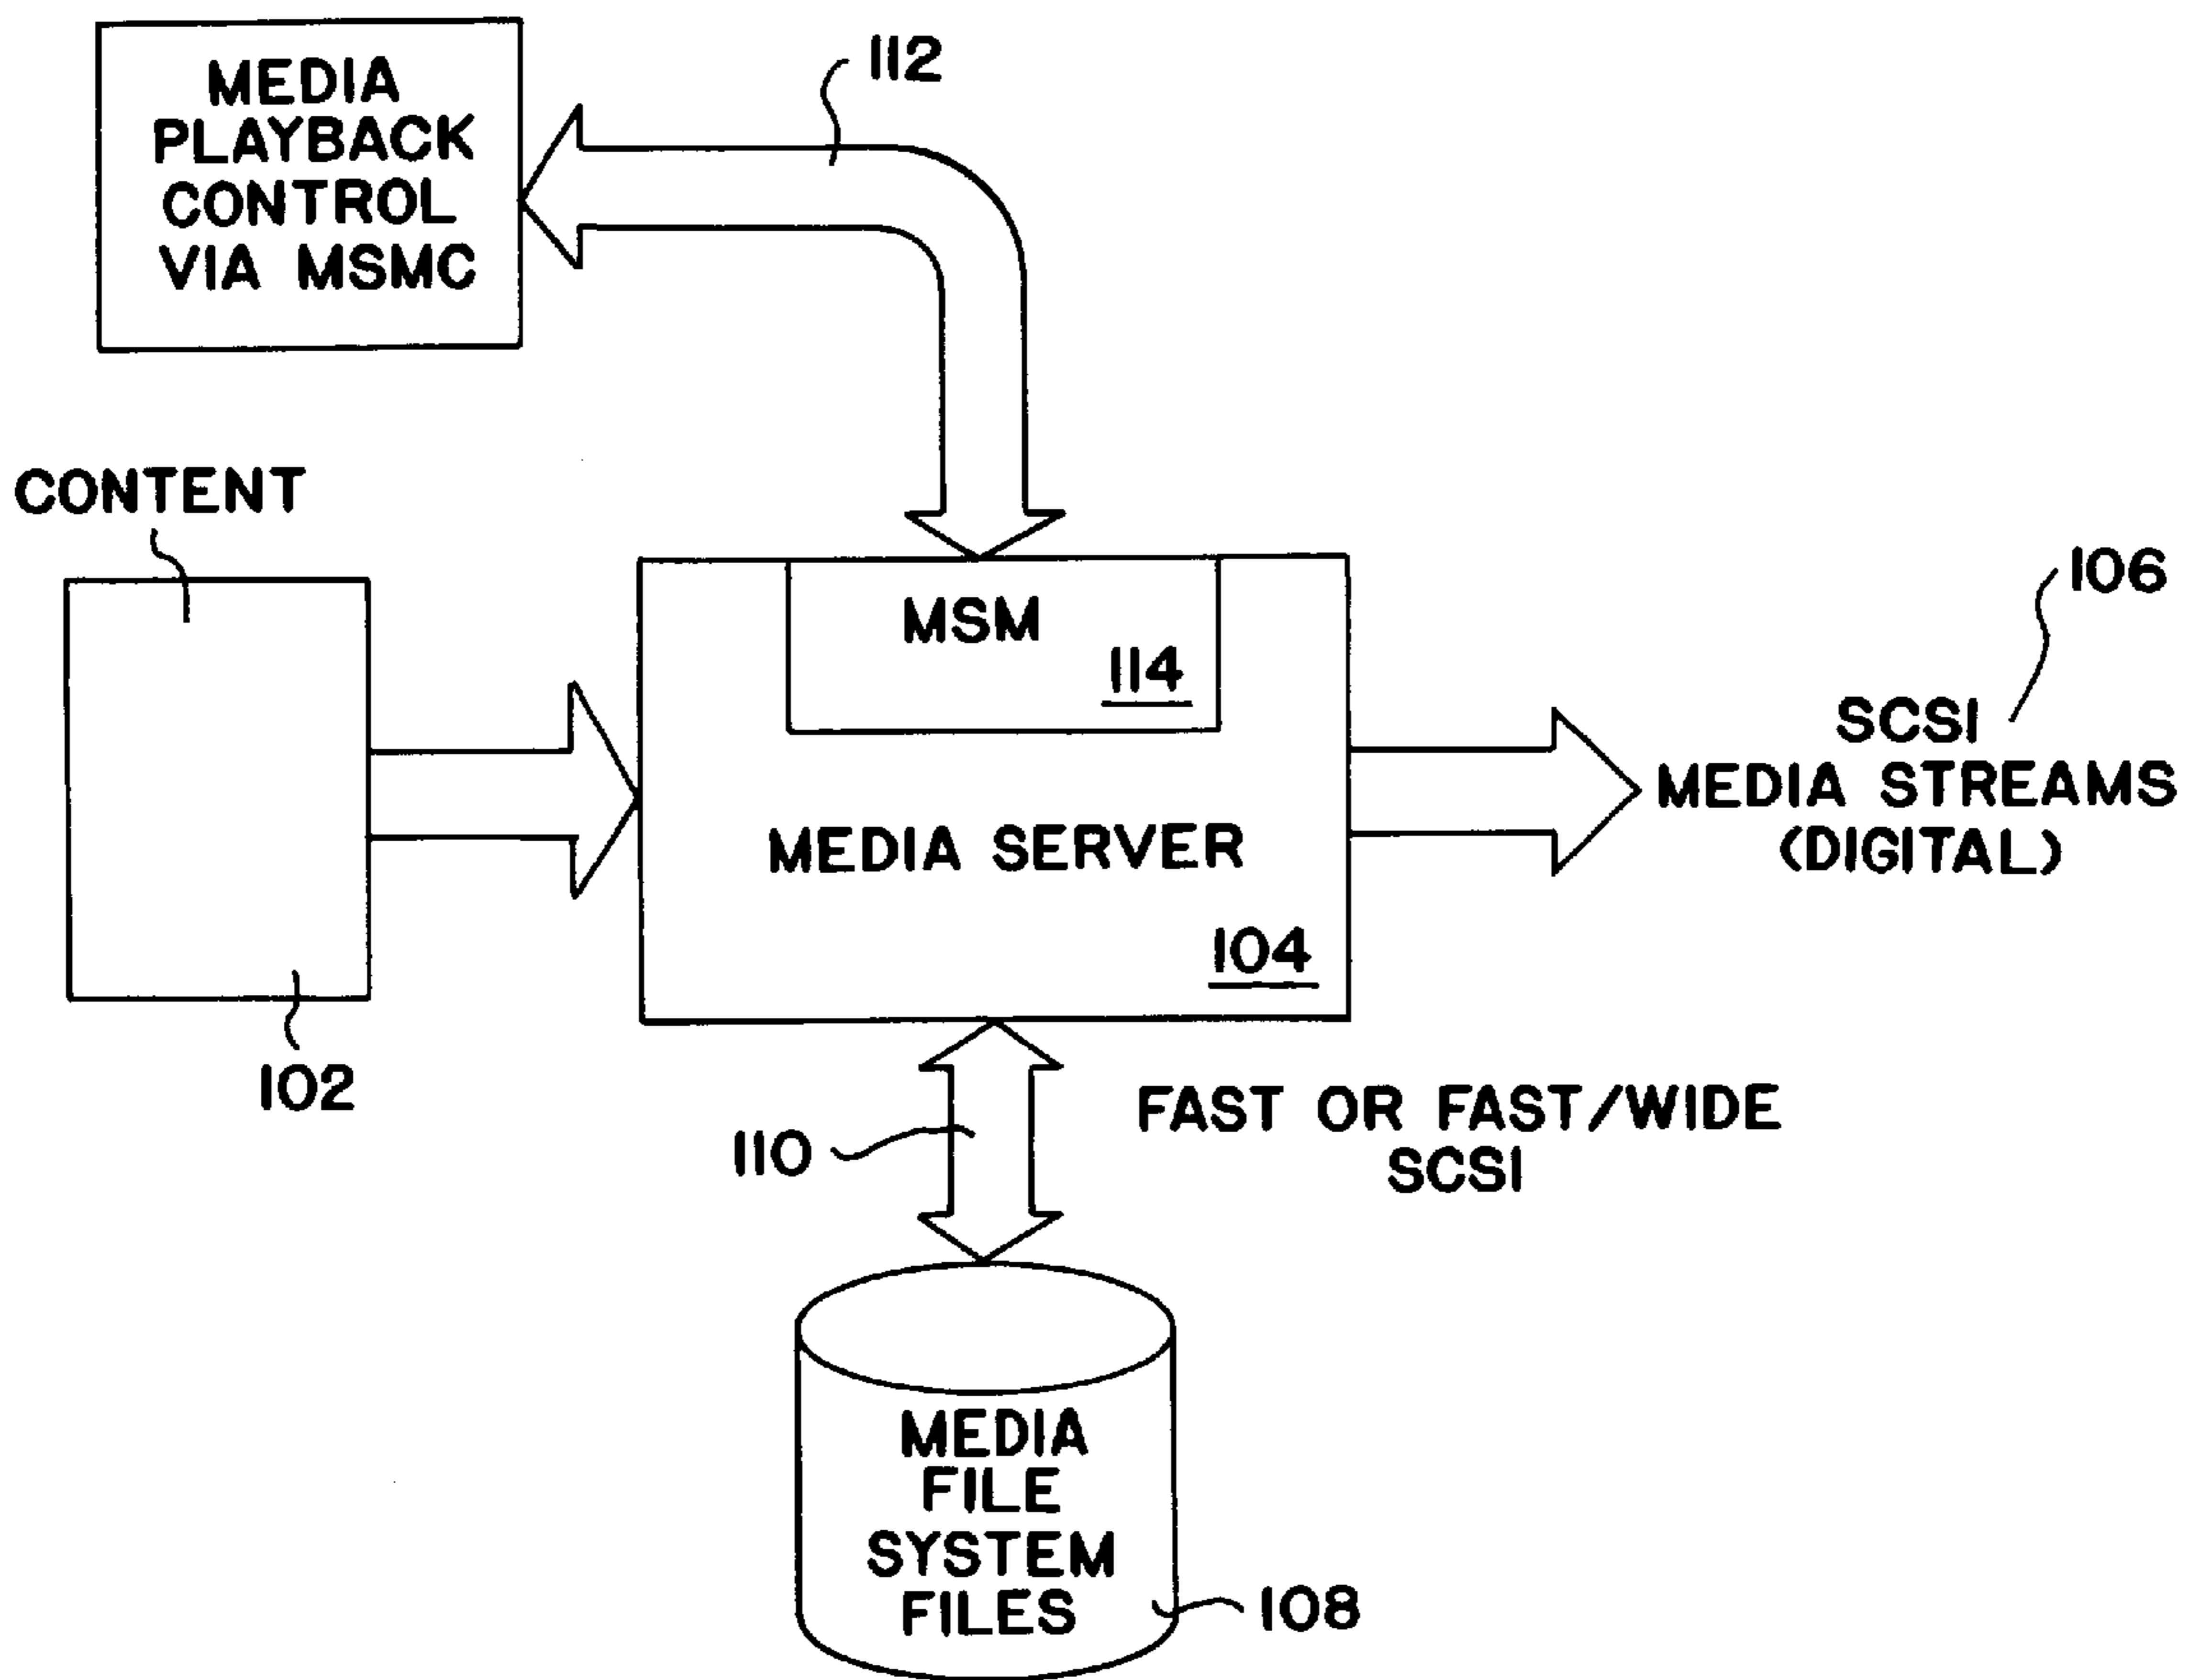 MEDIA
PLAYBACK
CONTROL
VIA MSMC
112
CONTENT
102
MSM
114
MEDIA SERVER
104
106
SCSI
MEDIA STREAMS
(DIGITAL)
110
FAST OR FAST/WIDE
SCSI
MEDIA
FILE
SYSTEM
FILES
108